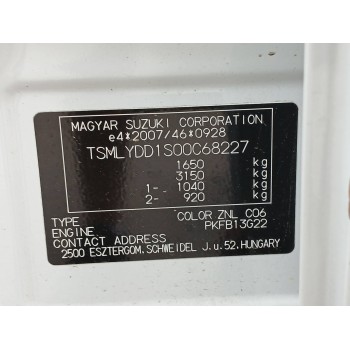 MAGYAR SUZUKI CORPORATION
e4*2007/46*0928
TSMLYDD1S00C68227
1650 kg
3150 kg
1- 1040 kg
2- 920 kg
TYPE COLOR ZNL C06
ENGINE PKFB13G22
CONTACT ADDRESS
2500 ESZTERGOM, SCHWEIDEL J.u.52. HUNGARY